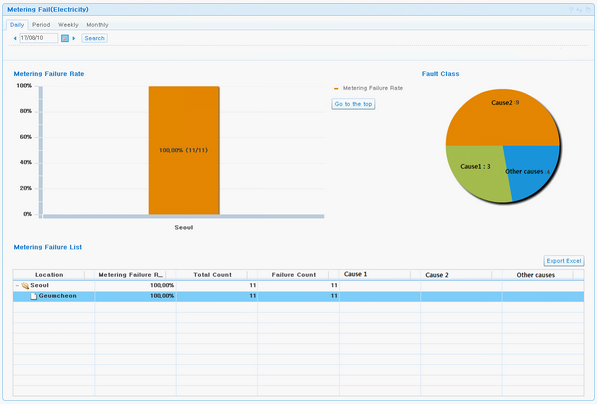 Metering Fail(Electricity)
Daily Period Weekly Monthly
17/08/10 Search
Metering Failure Rate
100%
80%
60%
40%
20%
0%
100,00% (11/11)
Seoul
Metering Failure Rate
Go to the top
Fault Class
Cause2 :9
Cause1 : 3
Other causes :
Metering Failure List
Export Excel
Location Metering Failure R... Total Count Failure Count Cause 1 Cause 2 Other causes
Seoul 100,00% 11 11
Geumcheon 100,00% 11 11